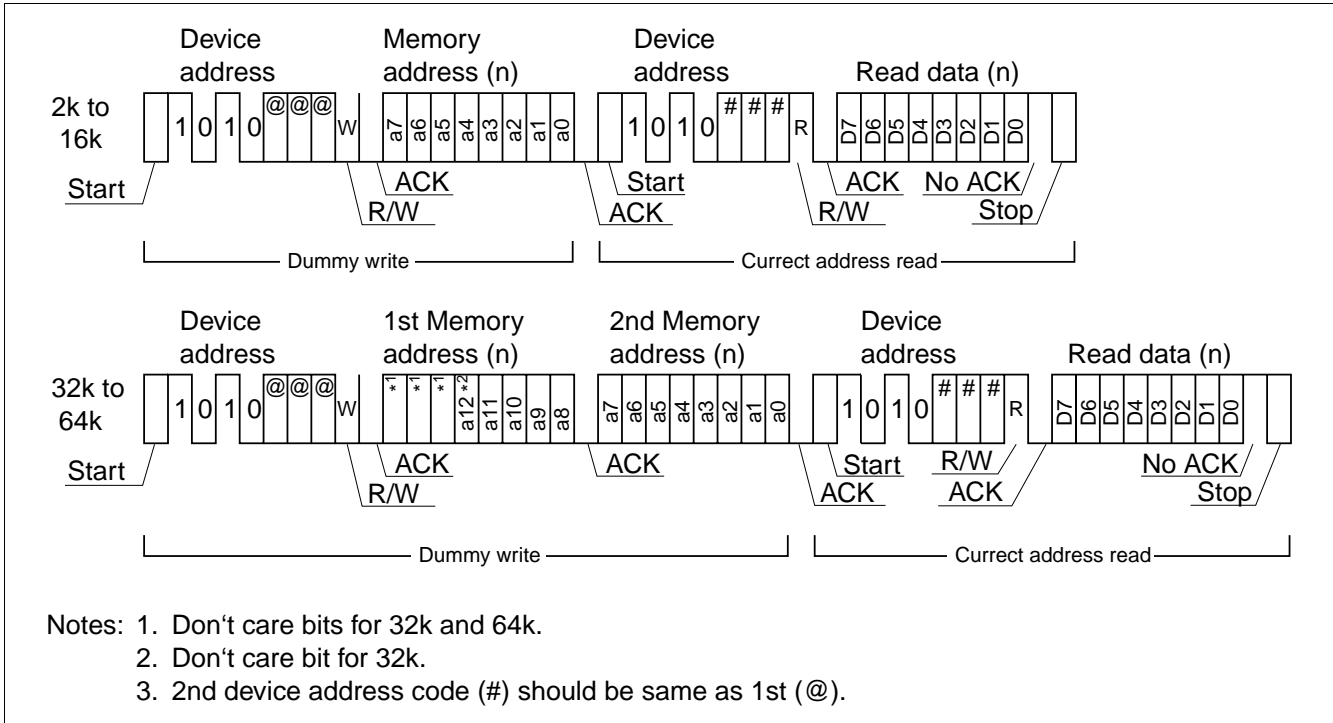 Device address Memory address (n) Device address Read data (n)
2k to 16k
1 0 1 0 @ @ @ W a7 a6 a5 a4 a3 a2 a1 a0 1 0 1 0 # # # R D7 D6 D5 D4 D3 D2 D1 D0
Start ACK Start ACK No ACK
R/W ACK R/W Stop
Dummy write Currect address read
Device address 1st Memory address (n) 2nd Memory address (n) Device address Read data (n)
32k to 64k
1 0 1 0 @ @ @ W *1 *1 *1 a12 *2 a11 a10 a9 a8 a7 a6 a5 a4 a3 a2 a1 a0 1 0 1 0 # # # R D7 D6 D5 D4 D3 D2 D1 D0
Start ACK ACK Start R/W No ACK
R/W ACK ACK Stop
Dummy write Currect address read
Notes: 1. Don‘t care bits for 32k and 64k.
2. Don‘t care bit for 32k.
3. 2nd device address code (#) should be same as 1st (@).